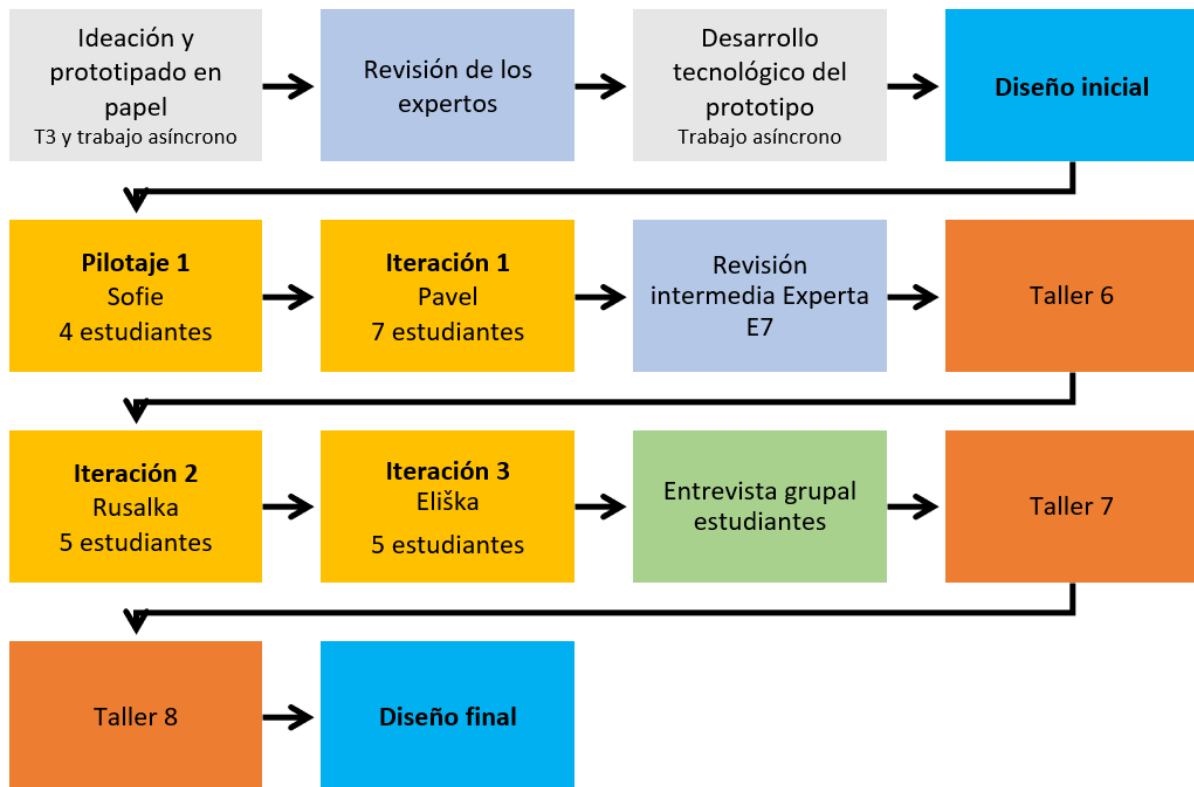 Ideación y
prototipado en
papel
T3 y trabajo asíncrono
Revisión de los
expertos
Desarrollo
tecnológico del
prototipo
Trabajo asíncrono
Diseño inicial
Pilotaje 1
Sofie
4 estudiantes
Iteración 1
Pavel
7 estudiantes
Revisión
intermedia Experta
E7
Taller 6
Iteración 2
Rusalka
5 estudiantes
Iteración 3
Eliška
5 estudiantes
Entrevista grupal
estudiantes
Taller 7
Taller 8
Diseño final